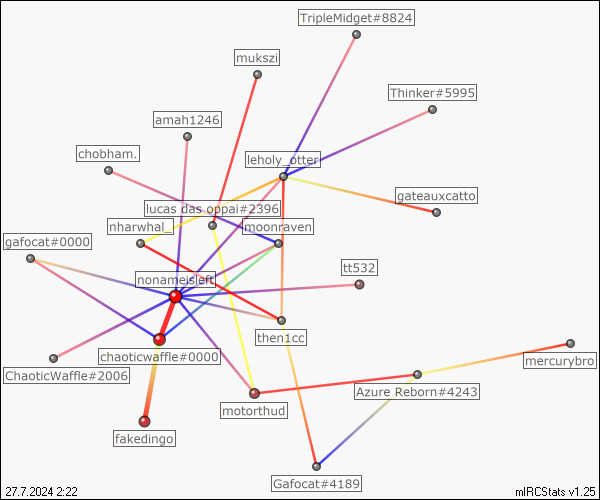 TripleMidget#8824
mukszi
Thinker#5995
amah1246
chobham.
leholy_otter
gateauxcatto
lucas das oppai#2396
nharwhal_
moonraven
gafocat#0000
tt532
nonameisleft
then1cc
chaoticwaffle#0000
mercurybro
ChaoticWaffle#2006
Azure Reborn#4243
motorthud
fakedingo
Gafocat#4189
27.7.2024 2:22
mIRCStats v1.25